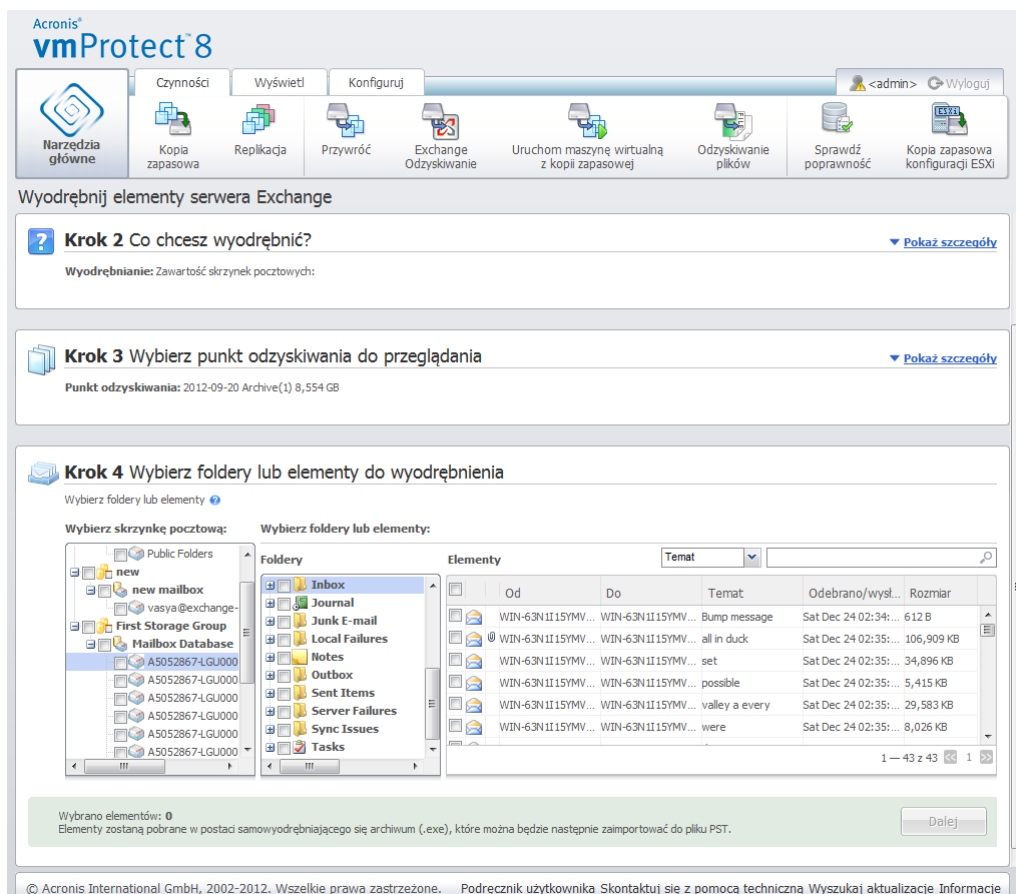 Acronis®
vmProtect™ 8
Czynności Wyświetl Konfiguruj <admin> Wyloguj
Narzędzia główne
Kopia zapasowa
Replikacja
Przywróć
Exchange Odzyskiwanie
Uruchom maszynę wirtualną z kopii zapasowej
Odzyskiwanie plików
Sprawdź poprawność
Kopia zapasowa konfiguracji ESXi
Wyodrębnij elementy serwera Exchange
Krok 2 Co chcesz wyodrębnić? Pokaż szczegóły
Wyodrębnianie: Zawartość skrzynek pocztowych:
Krok 3 Wybierz punkt odzyskiwania do przeglądania Pokaż szczegóły
Punkt odzyskiwania: 2012-09-20 Archive(1) 8,554 GB
Krok 4 Wybierz foldery lub elementy do wyodrębnienia
Wybierz foldery lub elementy
Wybierz skrzynkę pocztową:
Public Folders
new
new mailbox
vasya@exchange-
First Storage Group
Mailbox Database
A5052867-LGU000
A5052867-LGU000
A5052867-LGU000
A5052867-LGU000
A5052867-LGU000
A5052867-LGU000
Wybierz foldery lub elementy:
Foldery
Inbox
Journal
Junk E-mail
Local Failures
Notes
Outbox
Sent Items
Server Failures
Sync Issues
Tasks
Elementy Temat
Od Do Temat Odebrano/wysł... Rozmiar
WIN-63N1I15YMV... WIN-63N1I15YMV... Bump message Sat Dec 24 02:34:... 612 B
WIN-63N1I15YMV... WIN-63N1I15YMV... all in duck Sat Dec 24 02:35:... 106,909 KB
WIN-63N1I15YMV... WIN-63N1I15YMV... set Sat Dec 24 02:35:... 34,896 KB
WIN-63N1I15YMV... WIN-63N1I15YMV... possible Sat Dec 24 02:35:... 5,415 KB
WIN-63N1I15YMV... WIN-63N1I15YMV... valley a every Sat Dec 24 02:35:... 29,583 KB
WIN-63N1I15YMV... WIN-63N1I15YMV... were Sat Dec 24 02:35:... 8,026 KB
1 — 43 z 43 1
Wybrano elementów: 0
Elementy zostaną pobrane w postaci samowyodrębniającego się archiwum (.exe), które można będzie następnie zaimportować do pliku PST.
Dalej
© Acronis International GmbH, 2002-2012. Wszelkie prawa zastrzeżone. Podręcznik użytkownika Skontaktuj się z pomocą techniczną Wyszukaj aktualizacje Informacje